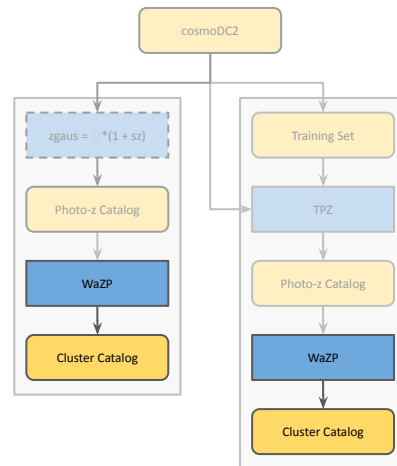 cosmoDC2
zgaus = *(1 + sz)
Training Set
Photo-z Catalog
TPZ
WaZP
Photo-z Catalog
Cluster Catalog
WaZP
Cluster Catalog